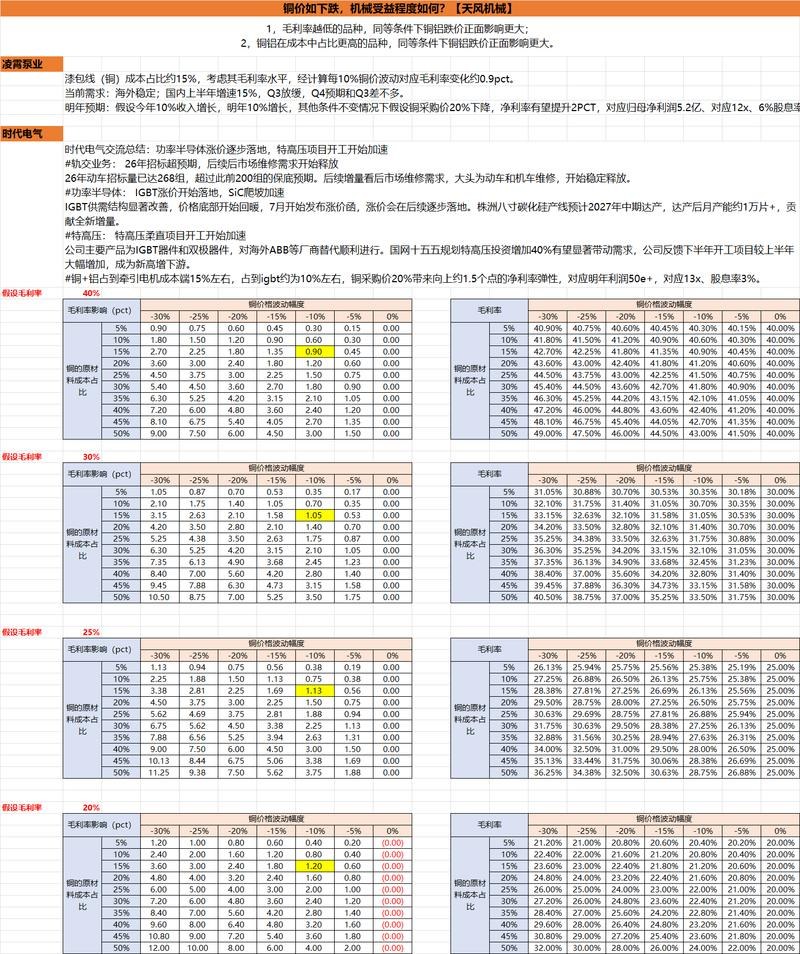 铜价如下跌，机械受益程度如何？【天风机械】
1，毛利率越低的品种，同等条件下铜铝跌价正面影响更大；
2，铜铝在成本中占比更高的品种，同等条件下铜铝跌价正面影响更大。
凌霄泵业
漆包线（铜）成本占比约15%，考虑其毛利率水平，经计算每10%铜价波动对应毛利率变化约0.9pct。
当前需求：海外稳定；国内上半年增速15%，Q3放缓，Q4预期和Q3差不多。
明年预期：假设今年10%收入增长，明年10%增长，其他条件不变情况下假设铜采购价20%下降，净利率有望提升2PCT，对应归母净利润5.2亿、对应12x、6%股息率
时代电气
时代电气交流总结：功率半导体涨价逐步落地，特高压项目开工开始加速
#轨交业务： 26年招标超预期，后续后市场维修需求开始释放
26年动车招标量已达268组，超过此前200组的保底预期。后续增量看后市场维修需求，大头为动车和机车维修，开始稳定释放。
#功率半导体： IGBT涨价开始落地，SiC爬坡加速
IGBT供需结构显著改善，价格底部开始回暖，7月开始发布涨价函，涨价会在后续逐步落地。株洲八寸碳化硅产线预计2027年中期达产，达产后月产能约1万片+，贡
献全新增量。
#特高压： 特高压柔直项目开工开始加速
公司主要产品为IGBT器件和双极器件，对海外ABB等厂商替代顺利进行。国网十五五规划特高压投资增加40%有望显著带动需求，公司反馈下半年开工项目较上半年
大幅增加，成为新高增下游。
#铜+铝占到牵引电机成本端15%左右，占到igbt约为10%左右，铜采购价20%带来向上约1.5个点的净利率弹性，对应明年利润50e+，对应13x、股息率3%。
假设毛利率 40%
毛利率影响（pct） 铜价格波动幅度 毛利率 铜价格波动幅度
-30% -25% -20% -15% -10% -5% 0% -30% -25% -20% -15% -10% -5% 0%
铜的原材料成本占比 5% 0.90 0.75 0.60 0.45 0.30 0.15 0.00 铜的原材料成本占比 5% 40.90% 40.75% 40.60% 40.45% 40.30% 40.15% 40.00%
10% 1.80 1.50 1.20 0.90 0.60 0.30 0.00 10% 41.80% 41.50% 41.20% 40.90% 40.60% 40.30% 40.00%
15% 2.70 2.25 1.80 1.35 0.90 0.45 0.00 15% 42.70% 42.25% 41.80% 41.35% 40.90% 40.45% 40.00%
20% 3.60 3.00 2.40 1.80 1.20 0.60 0.00 20% 43.60% 43.00% 42.40% 41.80% 41.20% 40.60% 40.00%
25% 4.50 3.75 3.00 2.25 1.50 0.75 0.00 25% 44.50% 43.75% 43.00% 42.25% 41.50% 40.75% 40.00%
30% 5.40 4.50 3.60 2.70 1.80 0.90 0.00 30% 45.40% 44.50% 43.60% 42.70% 41.80% 40.90% 40.00%
35% 6.30 5.25 4.20 3.15 2.10 1.05 0.00 35% 46.30% 45.25% 44.20% 43.15% 42.10% 41.05% 40.00%
40% 7.20 6.00 4.80 3.60 2.40 1.20 0.00 40% 47.20% 46.00% 44.80% 43.60% 42.40% 41.20% 40.00%
45% 8.10 6.75 5.40 4.05 2.70 1.35 0.00 45% 48.10% 46.75% 45.40% 44.05% 42.70% 41.35% 40.00%
50% 9.00 7.50 6.00 4.50 3.00 1.50 0.00 50% 49.00% 47.50% 46.00% 44.50% 43.00% 41.50% 40.00%
假设毛利率 30%
毛利率影响（pct） 铜价格波动幅度 毛利率 铜价格波动幅度
-30% -25% -20% -15% -10% -5% 0% -30% -25% -20% -15% -10% -5% 0%
铜的原材料成本占比 5% 1.05 0.87 0.70 0.53 0.35 0.17 0.00 铜的原材料成本占比 5% 31.05% 30.88% 30.70% 30.53% 30.35% 30.18% 30.00%
10% 2.10 1.75 1.40 1.05 0.70 0.35 0.00 10% 32.10% 31.75% 31.40% 31.05% 30.70% 30.35% 30.00%
15% 3.15 2.63 2.10 1.58 1.05 0.53 0.00 15% 33.15% 32.63% 32.10% 31.58% 31.05% 30.53% 30.00%
20% 4.20 3.50 2.80 2.10 1.40 0.70 0.00 20% 34.20% 33.50% 32.80% 32.10% 31.40% 30.70% 30.00%
25% 5.25 4.38 3.50 2.63 1.75 0.87 0.00 25% 35.25% 34.38% 33.50% 32.63% 31.75% 30.88% 30.00%
30% 6.30 5.25 4.20 3.15 2.10 1.05 0.00 30% 36.30% 35.25% 34.20% 33.15% 32.10% 31.05% 30.00%
35% 7.35 6.13 4.90 3.68 2.45 1.23 0.00 35% 37.35% 36.13% 34.90% 33.68% 32.45% 31.23% 30.00%
40% 8.40 7.00 5.60 4.20 2.80 1.40 0.00 40% 38.40% 37.00% 35.60% 34.20% 32.80% 31.40% 30.00%
45% 9.45 7.88 6.30 4.73 3.15 1.58 0.00 45% 39.45% 37.88% 36.30% 34.73% 33.15% 31.58% 30.00%
50% 10.50 8.75 7.00 5.25 3.50 1.75 0.00 50% 40.50% 38.75% 37.00% 35.25% 33.50% 31.75% 30.00%
假设毛利率 25%
毛利率影响（pct） 铜价格波动幅度 毛利率 铜价格波动幅度
-30% -25% -20% -15% -10% -5% 0% -30% -25% -20% -15% -10% -5% 0%
铜的原材料成本占比 5% 1.13 0.94 0.75 0.56 0.38 0.19 0.00 铜的原材料成本占比 5% 26.13% 25.94% 25.75% 25.56% 25.38% 25.19% 25.00%
10% 2.25 1.88 1.50 1.13 0.75 0.38 0.00 10% 27.25% 26.88% 26.50% 26.13% 25.75% 25.38% 25.00%
15% 3.38 2.81 2.25 1.69 1.13 0.56 0.00 15% 28.38% 27.81% 27.25% 26.69% 26.13% 25.56% 25.00%
20% 4.50 3.75 3.00 2.25 1.50 0.75 0.00 20% 29.50% 28.75% 28.00% 27.25% 26.50% 25.75% 25.00%
25% 5.62 4.69 3.75 2.81 1.88 0.94 0.00 25% 30.63% 29.69% 28.75% 27.81% 26.88% 25.94% 25.00%
30% 6.75 5.62 4.50 3.38 2.25 1.13 0.00 30% 31.75% 30.63% 29.50% 28.38% 27.25% 26.13% 25.00%
35% 7.88 6.56 5.25 3.94 2.63 1.31 0.00 35% 32.88% 31.56% 30.25% 28.94% 27.63% 26.31% 25.00%
40% 9.00 7.50 6.00 4.50 3.00 1.50 0.00 40% 34.00% 32.50% 31.00% 29.50% 28.00% 26.50% 25.00%
45% 10.13 8.44 6.75 5.06 3.38 1.69 0.00 45% 35.13% 33.44% 31.75% 30.06% 28.38% 26.69% 25.00%
50% 11.25 9.38 7.50 5.62 3.75 1.88 0.00 50% 36.25% 34.38% 32.50% 30.63% 28.75% 26.88% 25.00%
假设毛利率 20%
毛利率影响（pct） 铜价格波动幅度 毛利率 铜价格波动幅度
-30% -25% -20% -15% -10% -5% 0% -30% -25% -20% -15% -10% -5% 0%
铜的原材料成本占比 5% 1.20 1.00 0.80 0.60 0.40 0.20 (0.00) 铜的原材料成本占比 5% 21.20% 21.00% 20.80% 20.60% 20.40% 20.20% 20.00%
10% 2.40 2.00 1.60 1.20 0.80 0.40 (0.00) 10% 22.40% 22.00% 21.60% 21.20% 20.80% 20.40% 20.00%
15% 3.60 3.00 2.40 1.80 1.20 0.60 (0.00) 15% 23.60% 23.00% 22.40% 21.80% 21.20% 20.60% 20.00%
20% 4.80 4.00 3.20 2.40 1.60 0.80 (0.00) 20% 24.80% 24.00% 23.20% 22.40% 21.60% 20.80% 20.00%
25% 6.00 5.00 4.00 3.00 2.00 1.00 (0.00) 25% 26.00% 25.00% 24.00% 23.00% 22.00% 21.00% 20.00%
30% 7.20 6.00 4.80 3.60 2.40 1.20 (0.00) 30% 27.20% 26.00% 24.80% 23.60% 22.40% 21.20% 20.00%
35% 8.40 7.00 5.60 4.20 2.80 1.40 (0.00) 35% 28.40% 27.00% 25.60% 24.20% 22.80% 21.40% 20.00%
40% 9.60 8.00 6.40 4.80 3.20 1.60 (0.00) 40% 29.60% 28.00% 26.40% 24.80% 23.20% 21.60% 20.00%
45% 10.80 9.00 7.20 5.40 3.60 1.80 (0.00) 45% 30.80% 29.00% 27.20% 25.40% 23.60% 21.80% 20.00%
50% 12.00 10.00 8.00 6.00 4.00 2.00 (0.00) 50% 32.00% 30.00% 28.00% 26.00% 24.00% 22.00% 20.00%